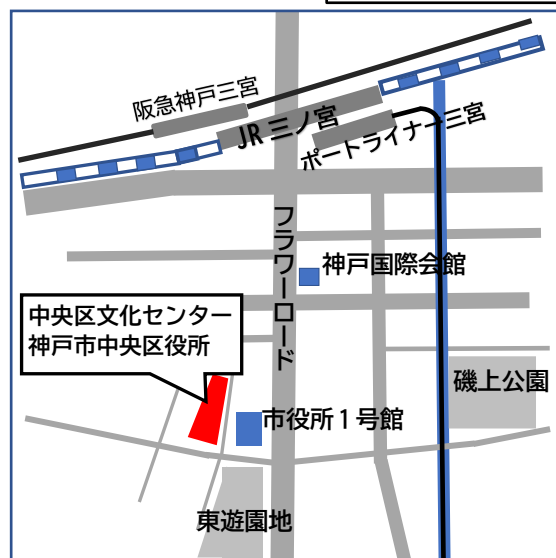 阪急神戸三宮
JR 三ノ宮
ポートライナー三宮
フラワーロード
神戸国際会館
中央区文化センター
神戸市中央区役所
磯上公園
市役所１号館
東遊園地